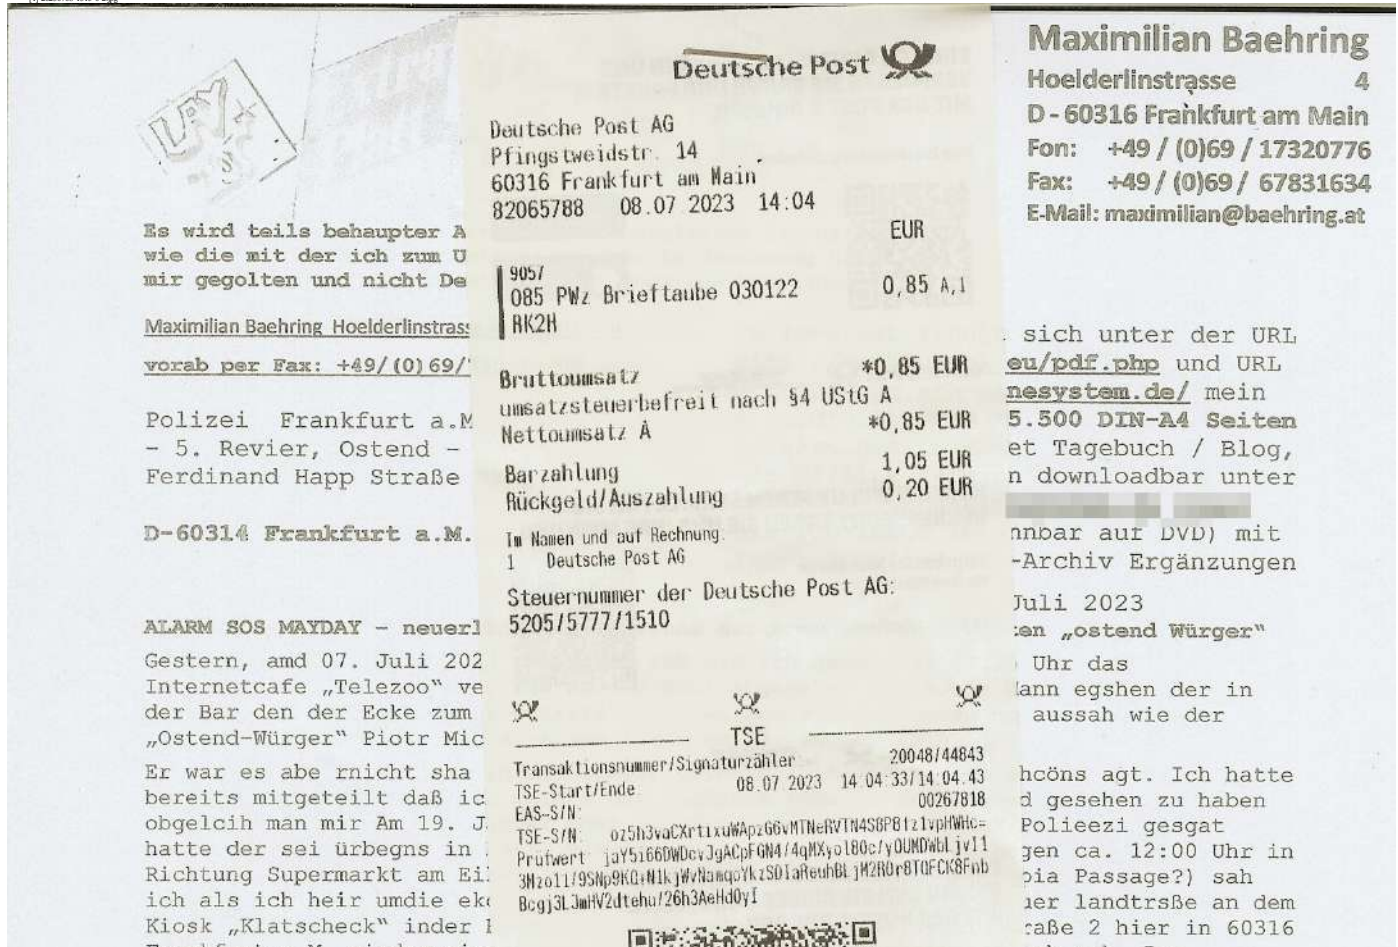 Maximilian Baehring
Hoelderlinstrasse 4
D - 60316 Frankfurt am Main
Fon: +49 / (0)69 / 17320776
Fax: +49 / (0)69 / 67831634
E-Mail: maximilian@baehring.at
Deutsche Post
Deutsche Post AG
Pfingstweidstr. 14
60316 Frankfurt am Main
82065788 08.07 2023 14:04
EUR
9057
085 PWz Brieftaube 030122 0,85 A,1
RK2H
Bruttoumsatz *0,85 EUR
umsatzsteuerbefreit nach §4 UStG A
Nettoumsatz A *0,85 EUR
Barzahlung 1,05 EUR
Rückgeld/Auszahlung 0,20 EUR
Im Namen und auf Rechnung:
1 Deutsche Post AG
Steuernummer der Deutsche Post AG:
5205/5777/1510
TSE
Transaktionsnummer/Signaturzähler 20048/44843
TSE-Start/Ende 08.07 2023 14:04:33/14:04.43
EAS-S/N: 00267818
TSE-S/N:
Prüfwert
Es wird teils behaupter A
wie die mit der ich zum U
mir gegolten und nicht De
Maximilian Baehring Hoelderlinstrass
vorab per Fax: +49/(0)69/
Polizei Frankfurt a.M
- 5. Revier, Ostend -
Ferdinand Happ Straße
D-60314 Frankfurt a.M.
ALARM SOS MAYDAY – neuerl
Gestern, amd 07. Juli 202
Internetcafe „Telezoo“ ve
der Bar den der Ecke zum
„Ostend-Würger“ Piotr Mic
Er war es abe rnicht sha
bereits mitgeteilt daß ic
obgelcih man mir Am 19. J
hatte der sei ürbegns in
Richtung Supermarkt am Ei
ich als ich heir umdie eke
Kiosk „Klatscheck“ inder
sich unter der URL
eu/pdf.php und URL
nesystem.de/ mein
5.500 DIN-A4 Seiten
et Tagebuch / Blog,
n downloadbar unter
nnbar auf DVD) mit
-Archiv Ergänzungen
Juli 2023
en „ostend Würger“
Uhr das
dann egshen der in
aussah wie der
hcöns agt. Ich hatte
d gesehen zu haben
Polieezi gesgat
gen ca. 12:00 Uhr in
pia Passage?) sah
uer landtrsße an dem
raße 2 hier in 60316